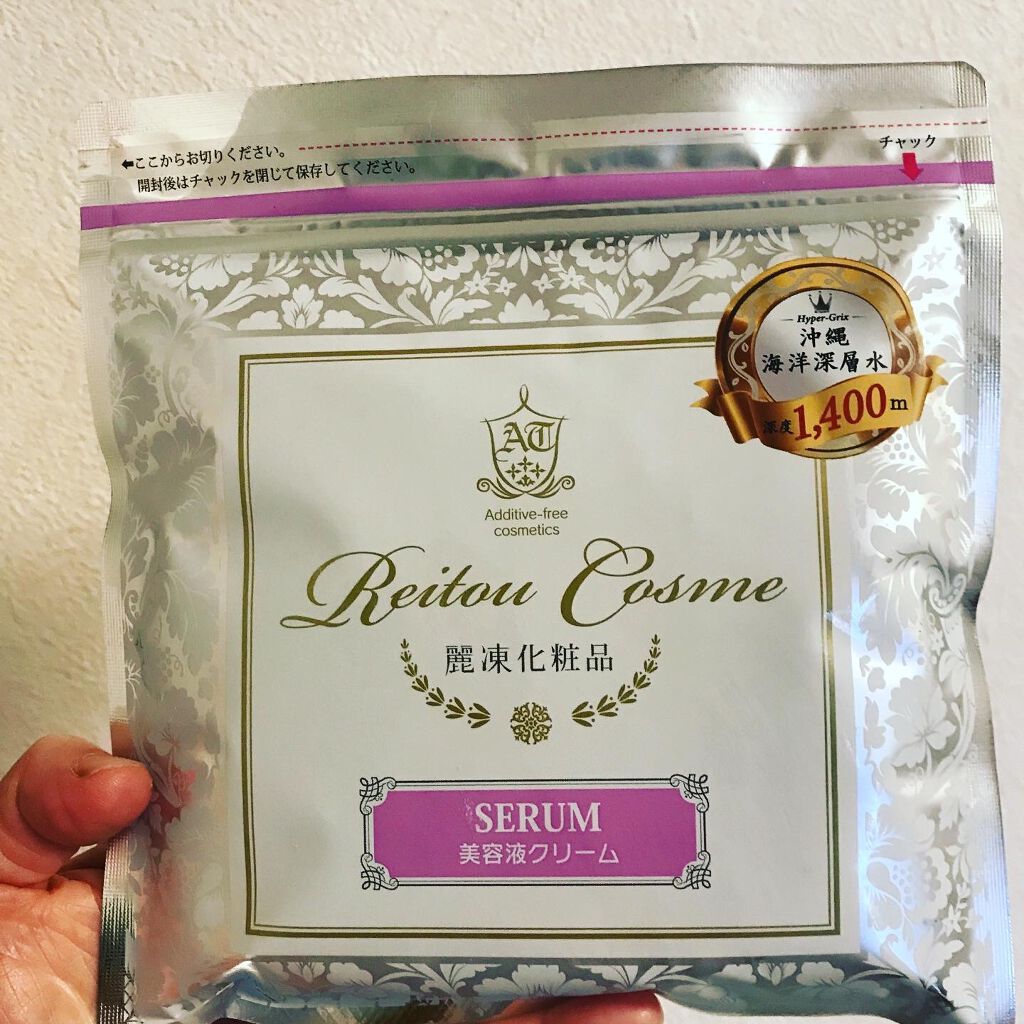 ←ここからお切りください。
開封後はチャックを閉じて保存してください。
チャック
Hyper-Grix
沖縄
海洋深層水
深度1,400m
AT
Additive-free
cosmetics
Reitou Cosme
麗凍化粧品
SERUM
美容液クリーム